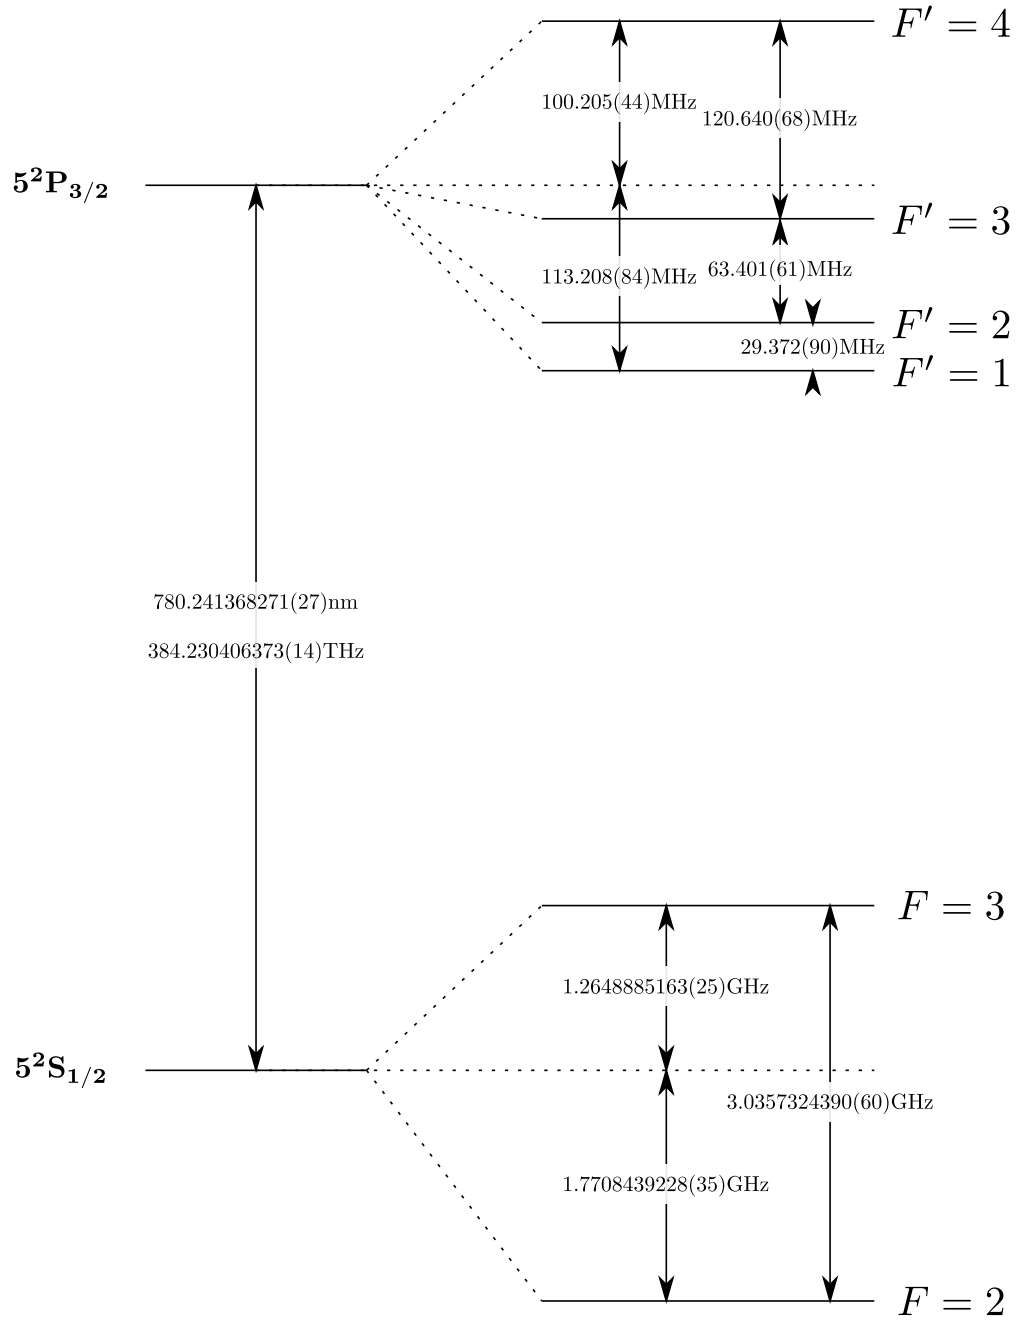 F′ = 4
100.205(44)MHz
120.640(68)MHz
5²P₃/₂
F′ = 3
113.208(84)MHz
63.401(61)MHz
F′ = 2
29.372(90)MHz
F′ = 1
780.241368271(27)nm
384.230406373(14)THz
F = 3
1.2648885163(25)GHz
5²S₁/₂
3.0357324390(60)GHz
1.7708439228(35)GHz
F = 2